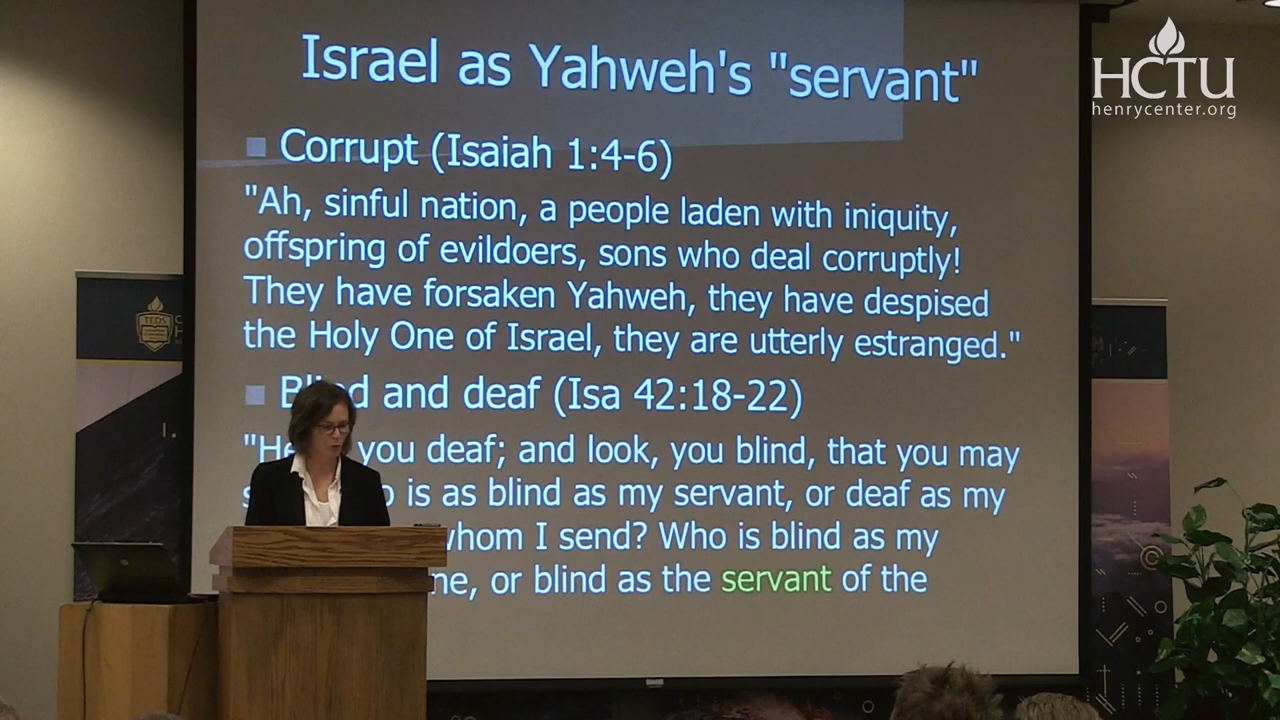 Israel as Yahweh's "servant"
Corrupt (Isaiah 1:4-6)
"Ah, sinful nation, a people laden with iniquity,
offspring of evildoers, sons who deal corruptly!
They have forsaken Yahweh, they have despised
the Holy One of Israel, they are utterly estranged."
and deaf (Isa 42:18-22)
you deaf; and look, you blind, that you may
is as blind as my servant, or deaf as my
whom I send? Who is blind as my
or blind as the servant of the
HCTU
henrycenter.org
TEDS